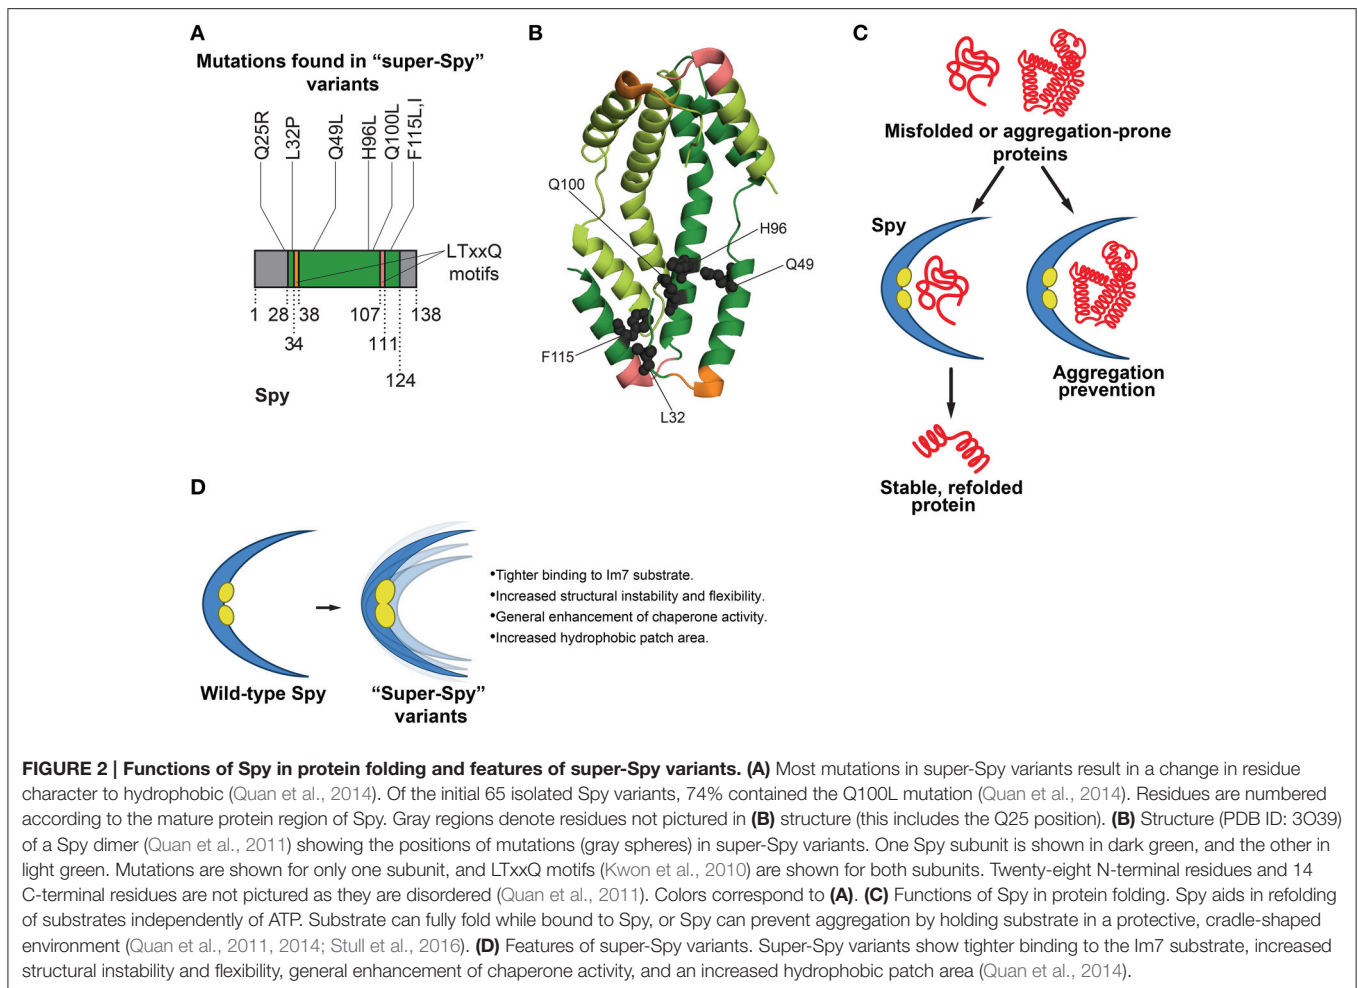 A
Mutations found in “super-Spy”
variants
Q25R
L32P
Q49L
H96L
Q100L
F115L,I
LTxxQ
motifs
1
28
38
107
138
34
111
124
Spy
B
Q100
H96
Q49
F115
L32
C
Misfolded or aggregation-prone
proteins
Spy
Aggregation
prevention
Stable, refolded
protein
D
Wild-type Spy
“Super-Spy”
variants
•Tighter binding to Im7 substrate.
•Increased structural instability and flexibility.
•General enhancement of chaperone activity.
•Increased hydrophobic patch area.
FIGURE 2 | Functions of Spy in protein folding and features of super-Spy variants. (A) Most mutations in super-Spy variants result in a change in residue
character to hydrophobic (Quan et al., 2014). Of the initial 65 isolated Spy variants, 74% contained the Q100L mutation (Quan et al., 2014). Residues are numbered
according to the mature protein region of Spy. Gray regions denote residues not pictured in (B) structure (this includes the Q25 position). (B) Structure (PDB ID: 3O39)
of a Spy dimer (Quan et al., 2011) showing the positions of mutations (gray spheres) in super-Spy variants. One Spy subunit is shown in dark green, and the other in
light green. Mutations are shown for only one subunit, and LTxxQ motifs (Kwon et al., 2010) are shown for both subunits. Twenty-eight N-terminal residues and 14
C-terminal residues are not pictured as they are disordered (Quan et al., 2011). Colors correspond to (A). (C) Functions of Spy in protein folding. Spy aids in refolding
of substrates independently of ATP. Substrate can fully fold while bound to Spy, or Spy can prevent aggregation by holding substrate in a protective, cradle-shaped
environment (Quan et al., 2011, 2014; Stull et al., 2016). (D) Features of super-Spy variants. Super-Spy variants show tighter binding to the Im7 substrate, increased
structural instability and flexibility, general enhancement of chaperone activity, and an increased hydrophobic patch area (Quan et al., 2014).